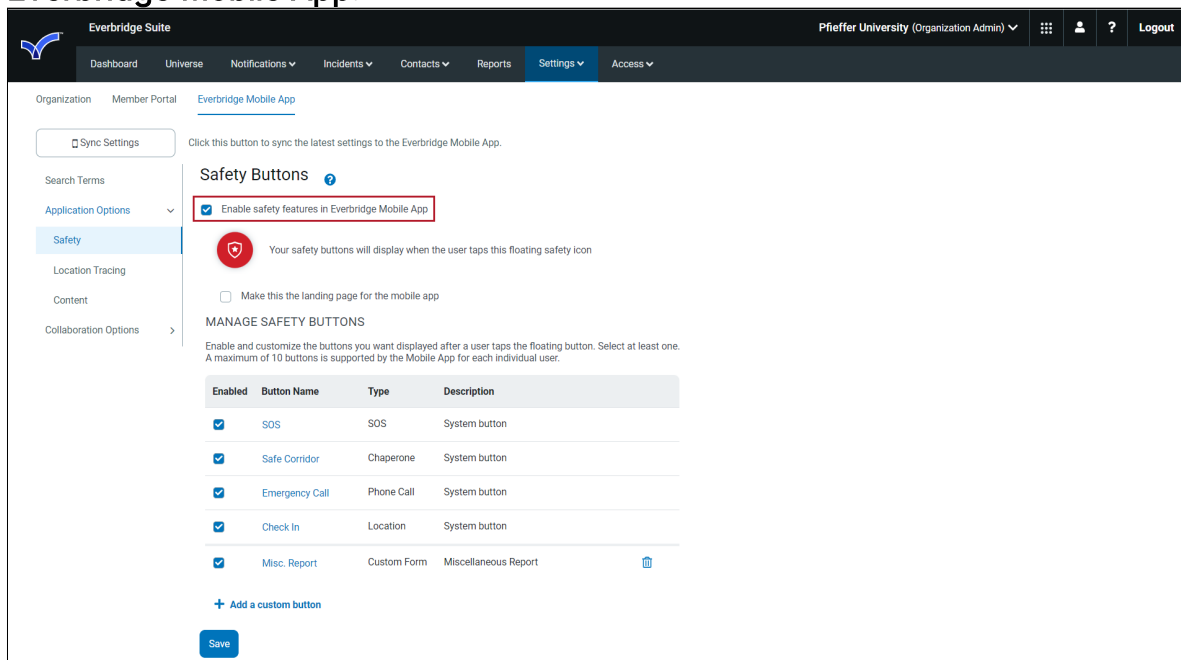 Everbridge Mobile App.
Everbridge Suite
Pfieffer University (Organization Admin)
?
Logout
Dashboard Universe Notifications Incidents Contacts Reports Settings Access
Organization Member Portal Everbridge Mobile App
Sync Settings
Click this button to sync the latest settings to the Everbridge Mobile App.
Search Terms
Application Options
Safety
Location Tracing
Content
Collaboration Options
Safety Buttons ?
Enable safety features in Everbridge Mobile App
Your safety buttons will display when the user taps this floating safety icon
Make this the landing page for the mobile app
MANAGE SAFETY BUTTONS
Enable and customize the buttons you want displayed after a user taps the floating button. Select at least one.
A maximum of 10 buttons is supported by the Mobile App for each individual user.
Enabled Button Name Type Description
SOS SOS System button
Safe Corridor Chaperone System button
Emergency Call Phone Call System button
Check In Location System button
Misc. Report Custom Form Miscellaneous Report
+ Add a custom button
Save